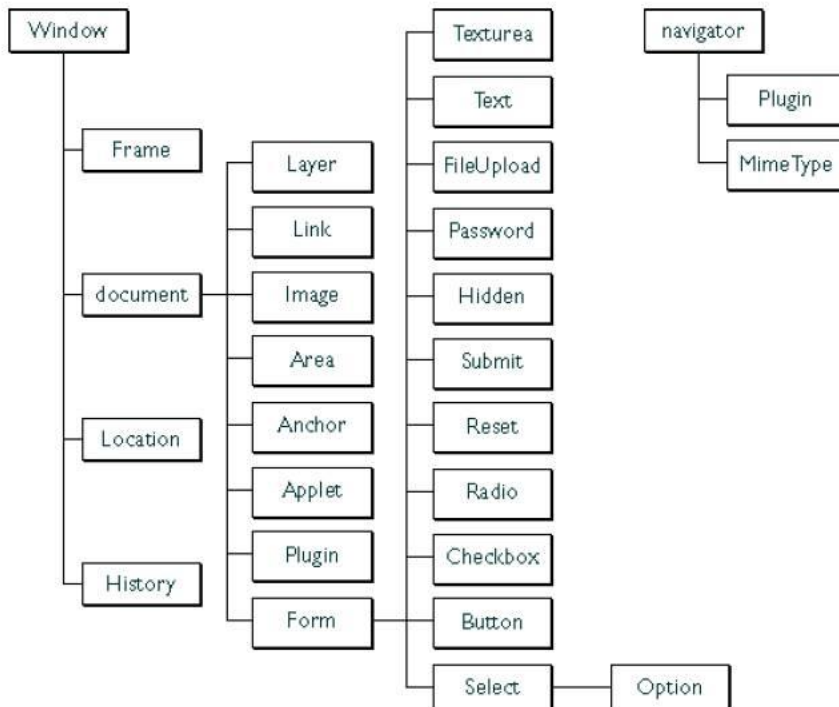 Window
Frame
document
Location
History
Layer
Link
Image
Area
Anchor
Applet
Plugin
Form
Texturea
Text
FileUpload
Password
Hidden
Submit
Reset
Radio
Checkbox
Button
Select
Option
navigator
Plugin
MimeType